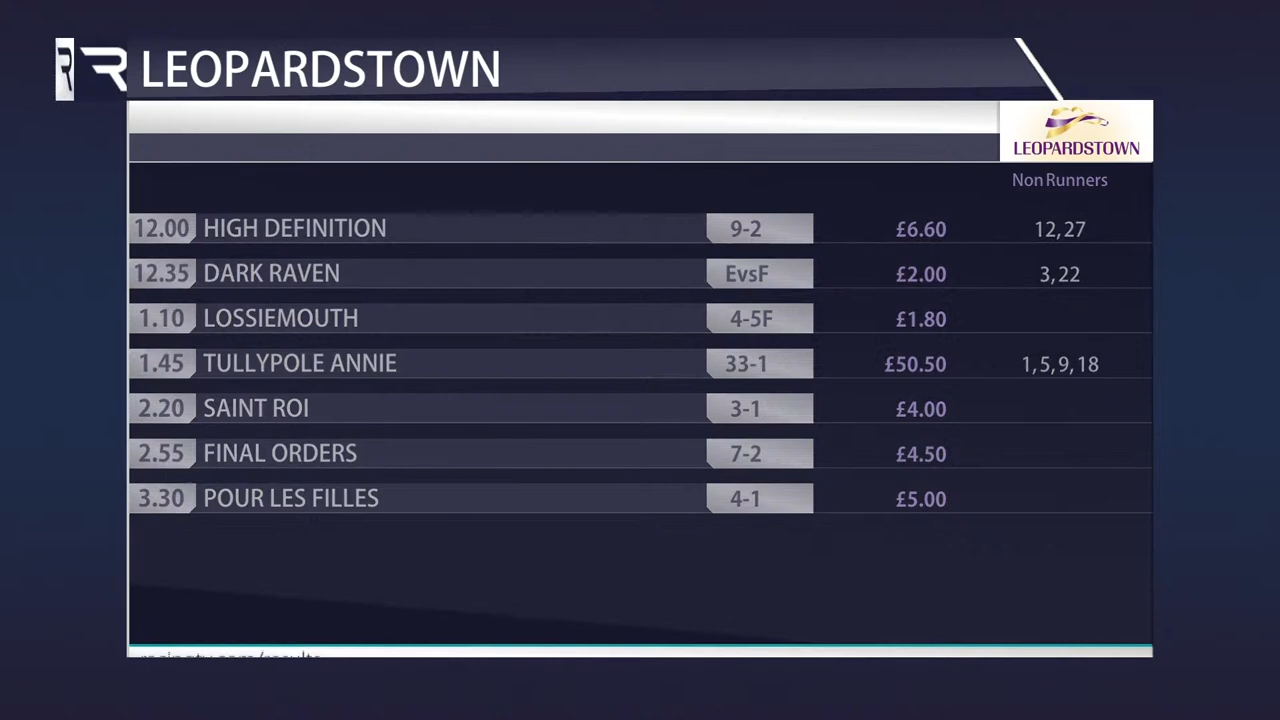 LEOPARDSTOWN
LEOPARDSTOWN
Non Runners
12.00 HIGH DEFINITION 9-2 £6.60 12,27
12.35 DARK RAVEN EvsF £2.00 3,22
1.10 LOSSIEMOUTH 4-5F £1.80
1.45 TULLYPOLE ANNIE 33-1 £50.50 1,5,9,18
2.20 SAINT ROI 3-1 £4.00
2.55 FINAL ORDERS 7-2 £4.50
3.30 POUR LES FILLES 4-1 £5.00
racingtv.com/results